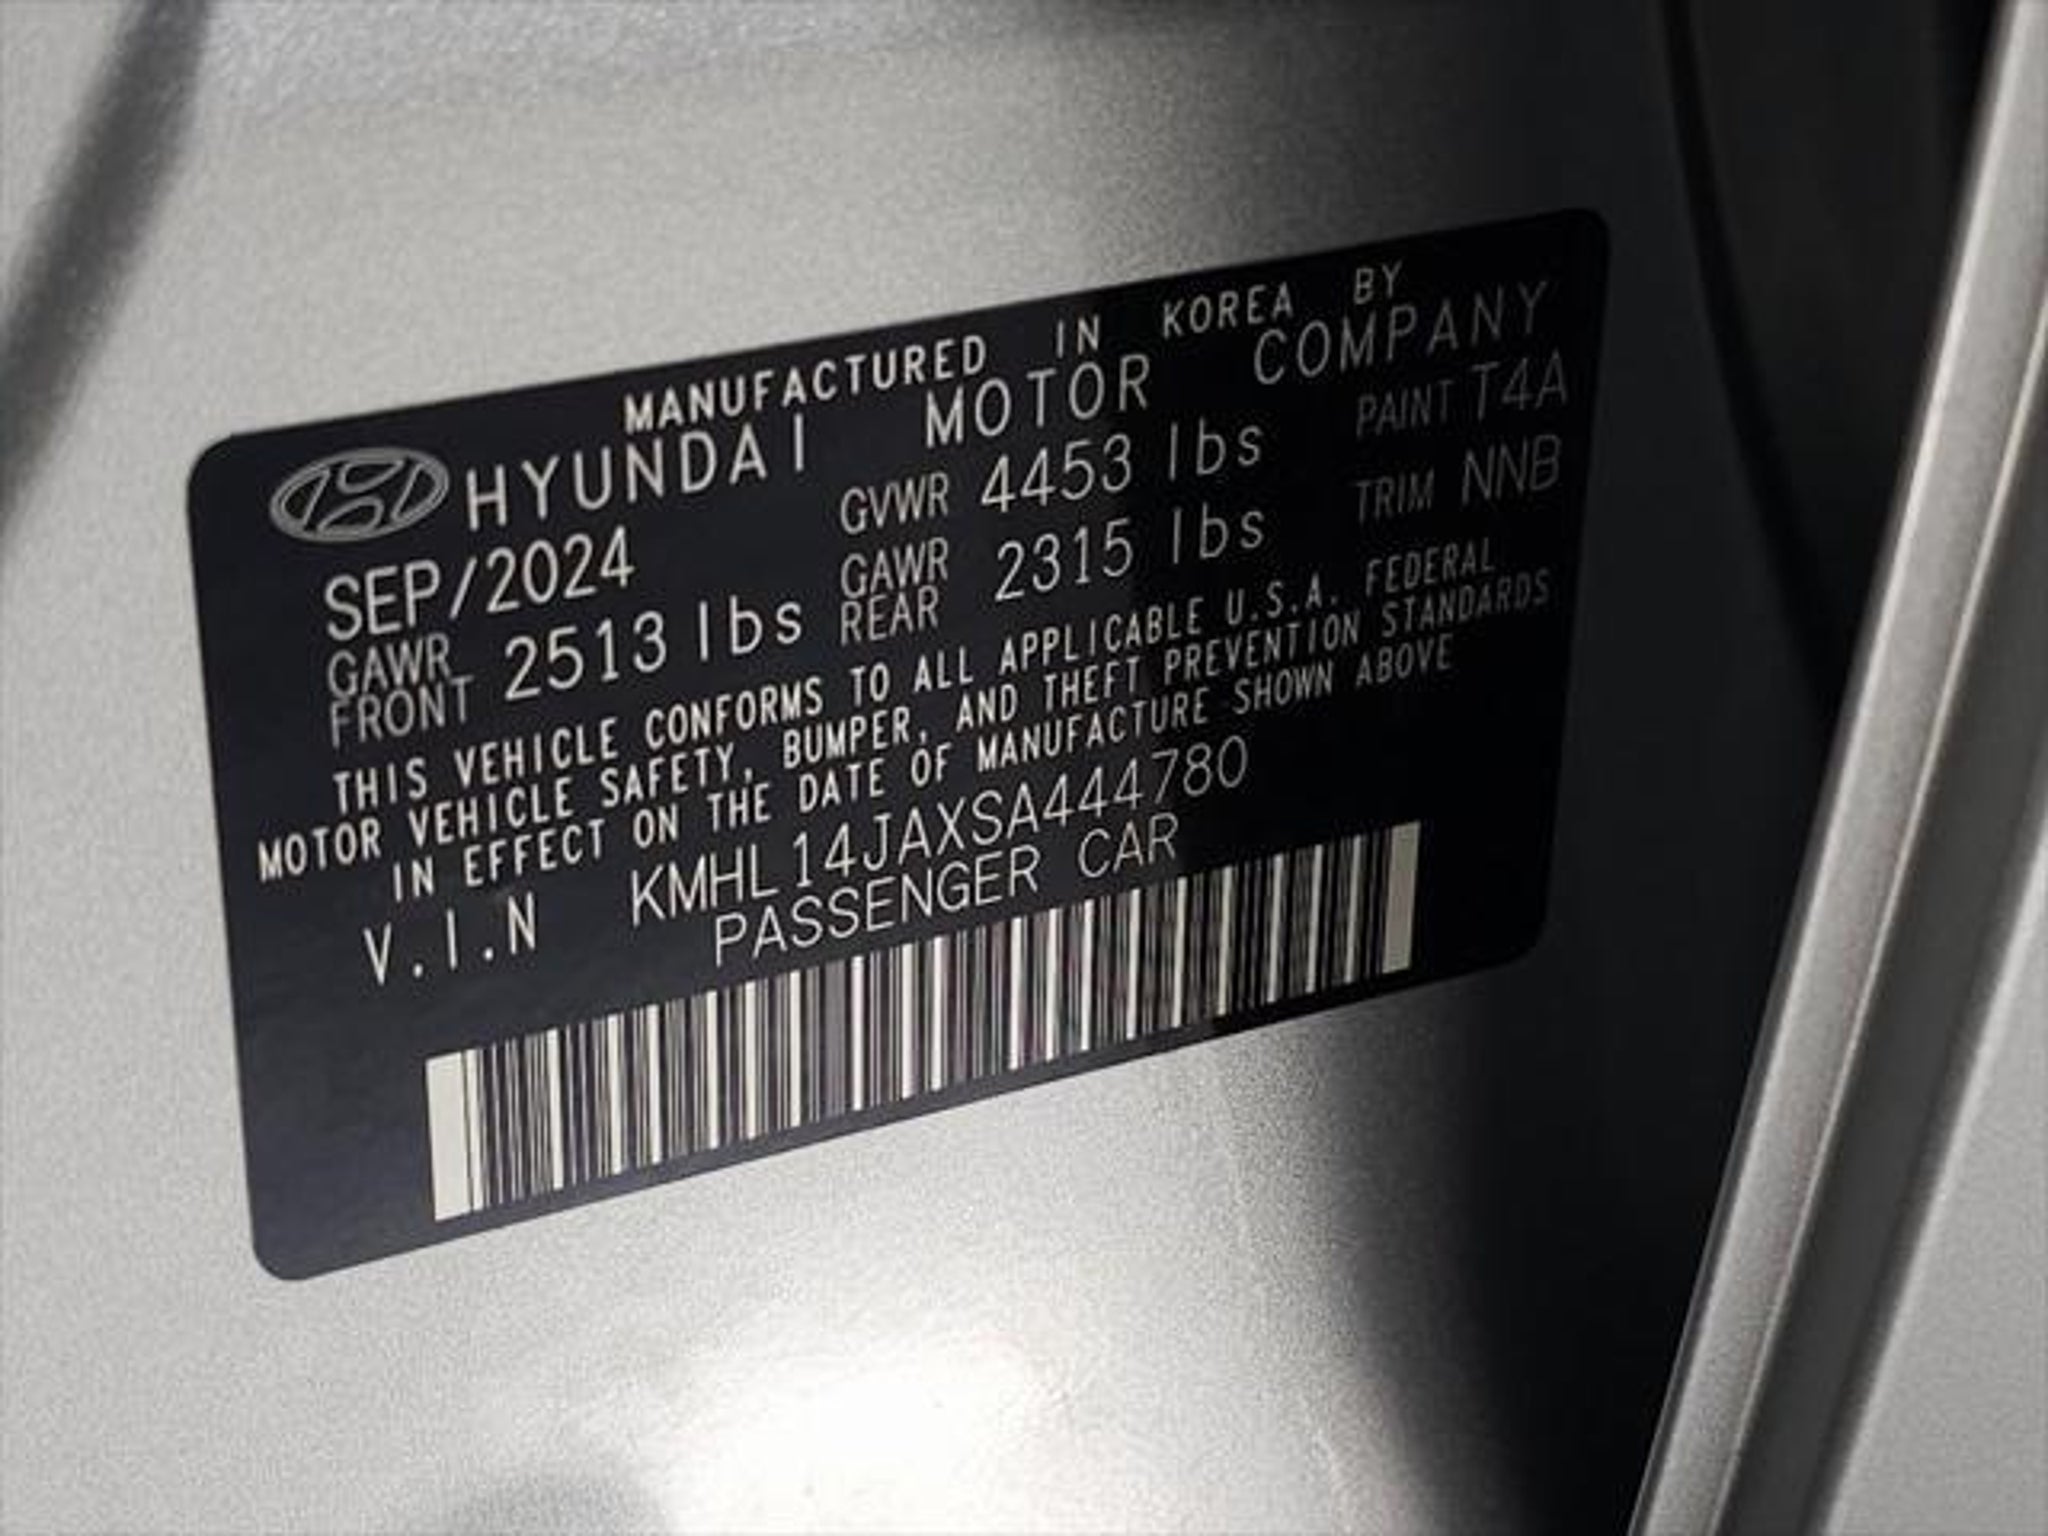 MANUFACTURED IN KOREA BY
HYUNDAI MOTOR COMPANY
SEP/2024 GVWR 4453 lbs PAINT T4A
GAWR FRONT 2513 lbs GAWR REAR 2315 lbs TRIM NNB
THIS VEHICLE CONFORMS TO ALL APPLICABLE U.S.A. FEDERAL
MOTOR VEHICLE SAFETY, BUMPER, AND THEFT PREVENTION STANDARDS
IN EFFECT ON THE DATE OF MANUFACTURE SHOWN ABOVE
V.I.N KMHL14JAXSA444780
PASSENGER CAR